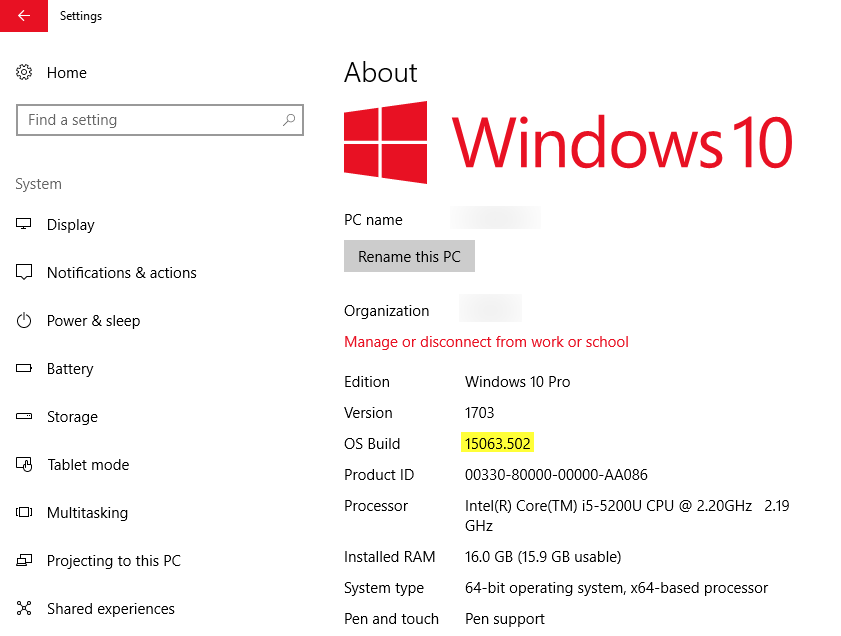 Settings
Home
Find a setting
System
Display
Notifications & actions
Power & sleep
Battery
Storage
Tablet mode
Multitasking
Projecting to this PC
Shared experiences
About
Windows 10
PC name
Rename this PC
Organization
Manage or disconnect from work or school
Edition Windows 10 Pro
Version 1703
OS Build 15063.502
Product ID 00330-80000-00000-AA086
Processor Intel(R) Core(TM) i5-5200U CPU @ 2.20GHz 2.19
GHz
Installed RAM 16.0 GB (15.9 GB usable)
System type 64-bit operating system, x64-based processor
Pen and touch Pen support